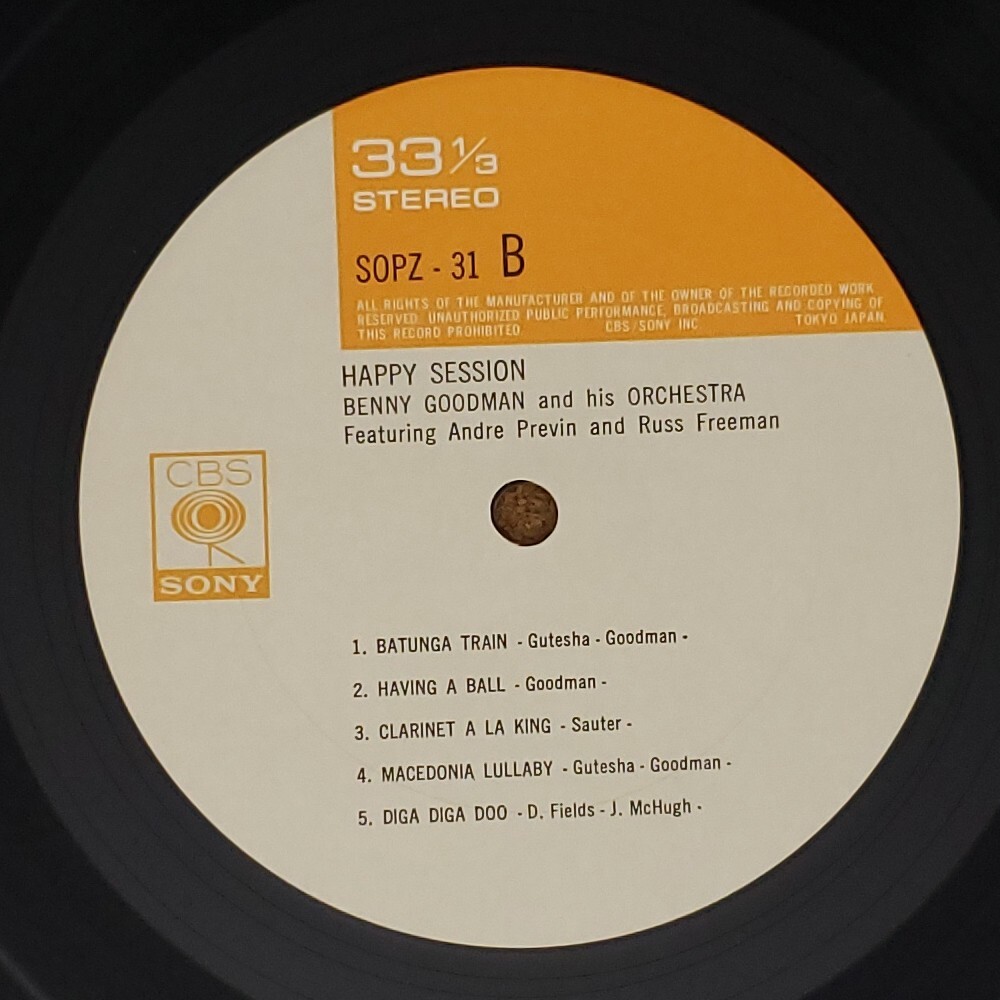 33 1/3
STEREO
SOPZ - 31 B
ALL RIGHTS OF THE MANUFACTURER AND OF THE OWNER OF THE RECORDED WORK
RESERVED. UNAUTHORIZED PUBLIC PERFORMANCE, BROADCASTING AND COPYING OF
THIS RECORD PROHIBITED CBS/SONY INC TOKYO JAPAN
HAPPY SESSION
BENNY GOODMAN and his ORCHESTRA
Featuring Andre Previn and Russ Freeman
CBS
SONY
1. BATUNGA TRAIN - Gutesha - Goodman -
2. HAVING A BALL - Goodman -
3. CLARINET A LA KING - Sauter -
4. MACEDONIA LULLABY - Gutesha - Goodman -
5. DIGA DIGA DOO - D. Fields - J. McHugh -